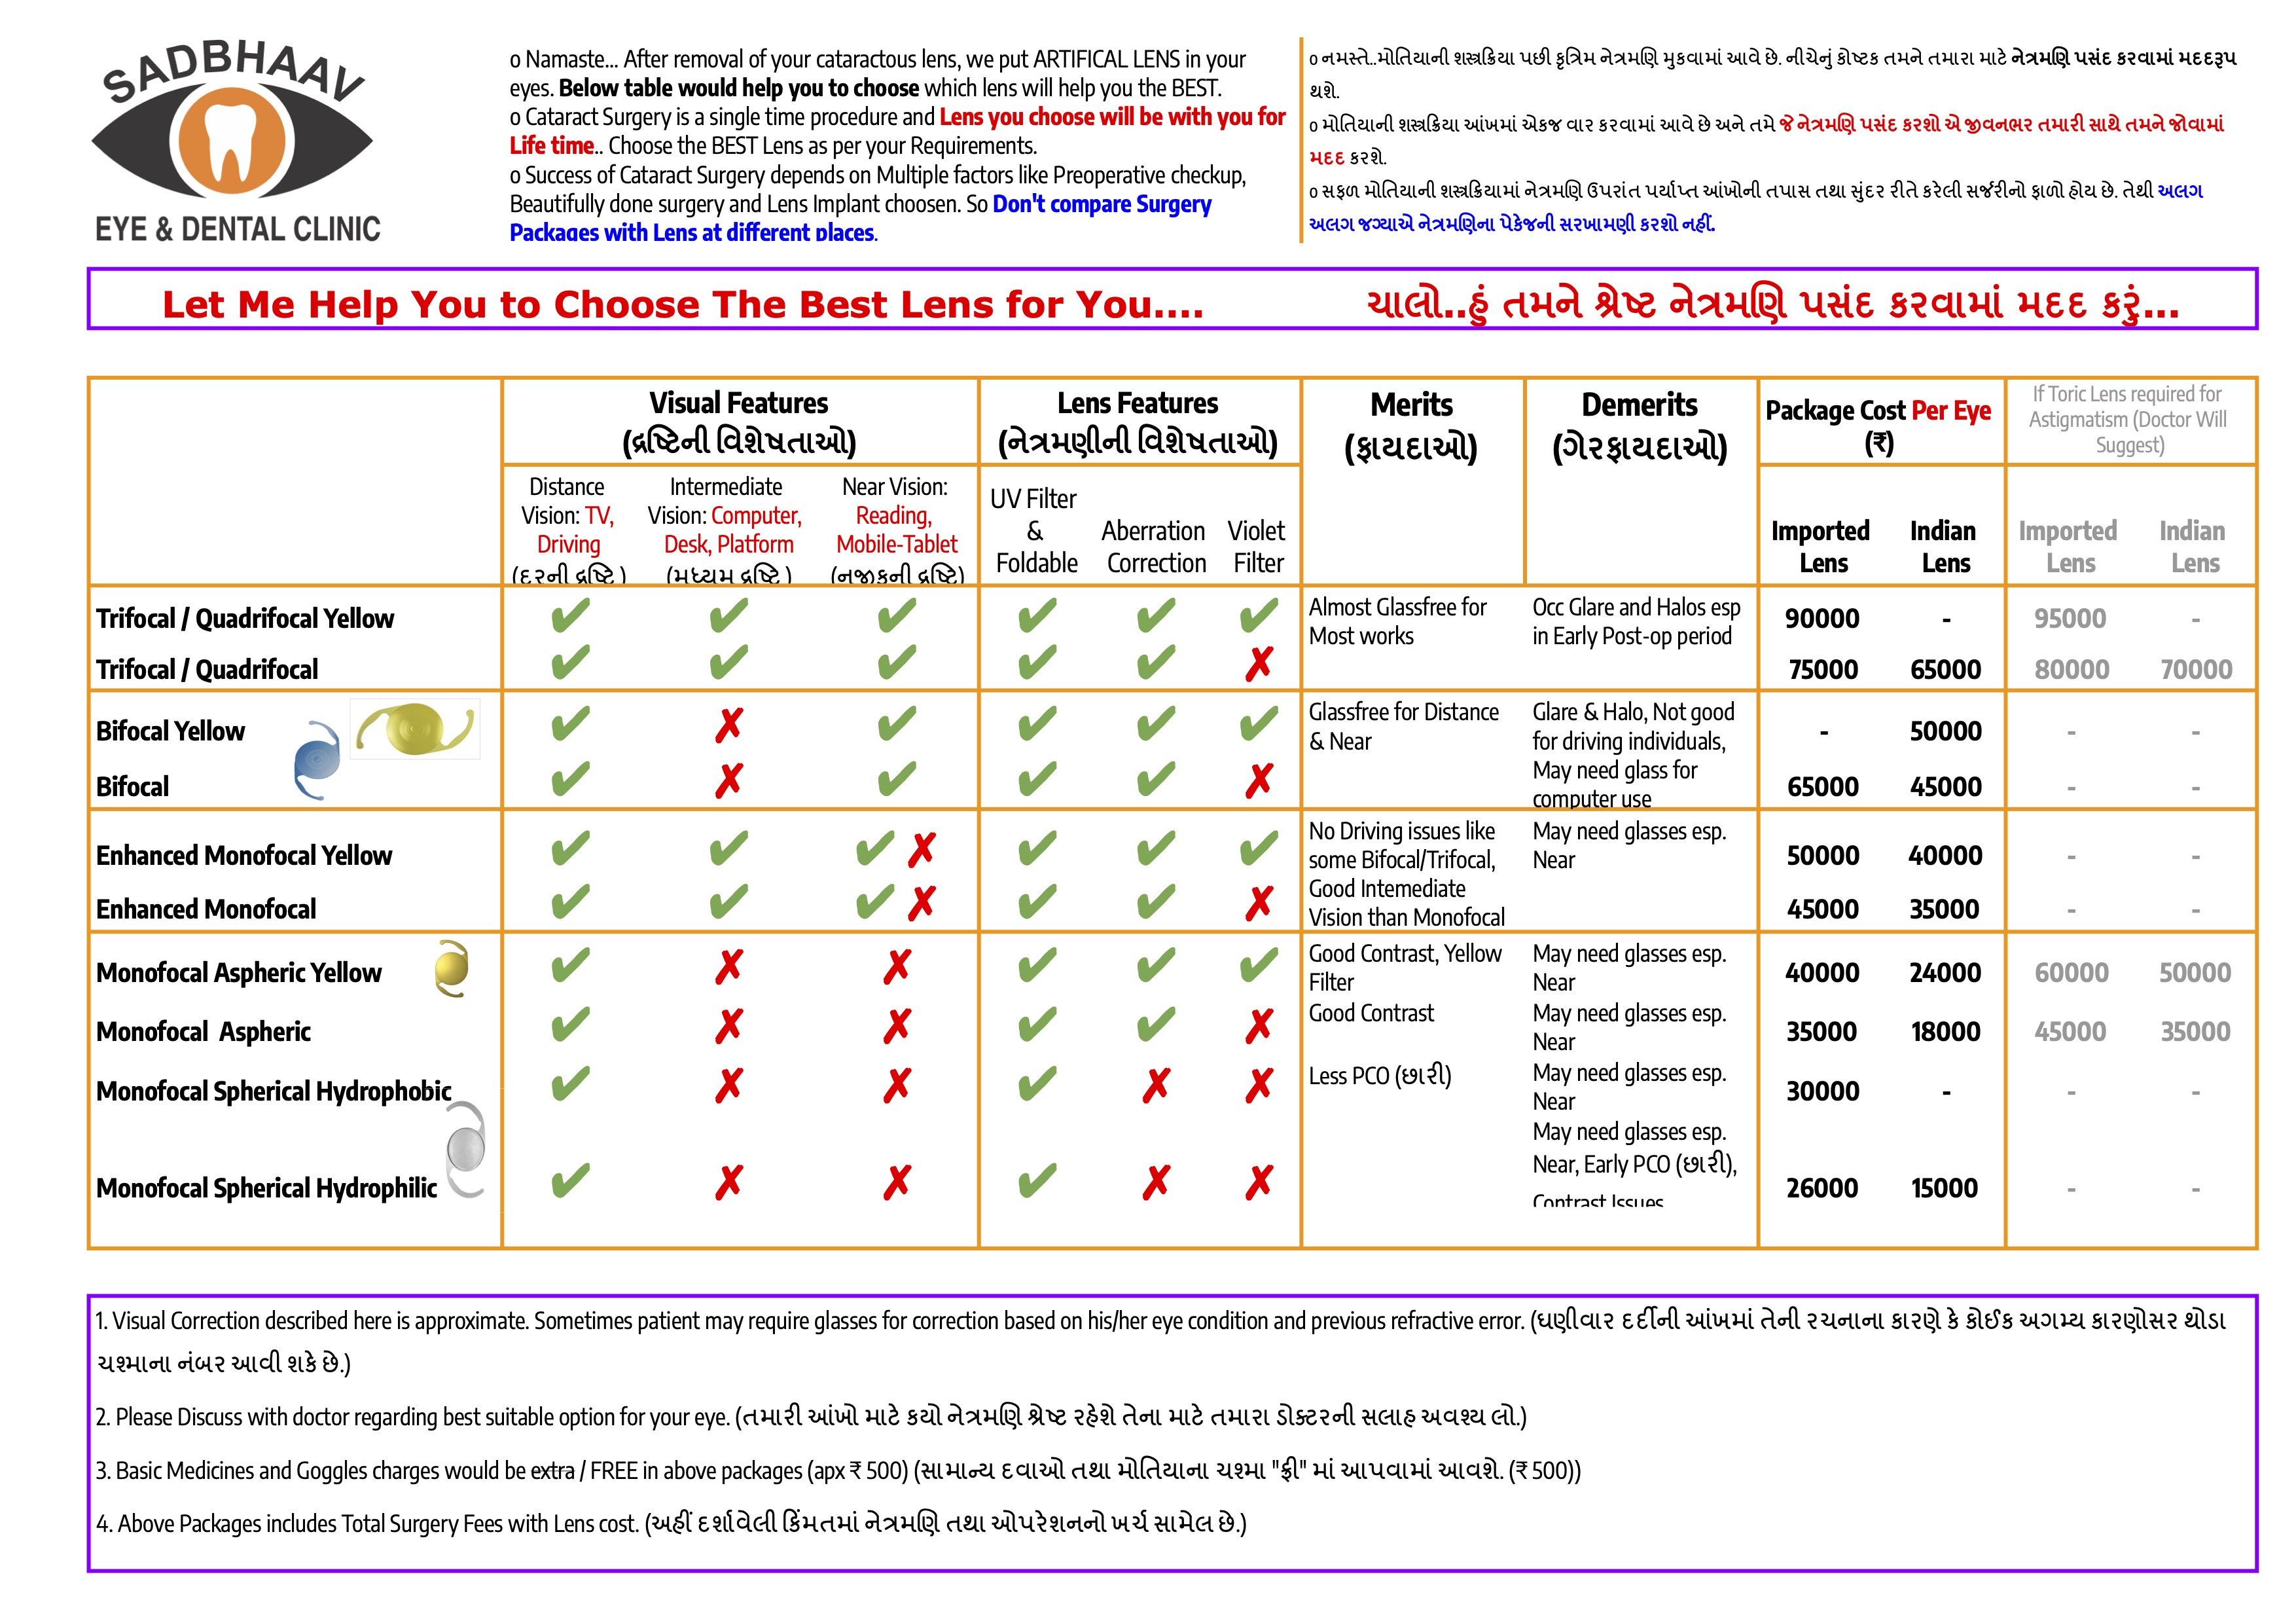 SADBHAAV
EYE & DENTAL CLINIC
o Namaste... After removal of your cataractous lens, we put ARTIFICAL LENS in your
eyes. Below table would help you to choose which lens will help you the BEST.
o Cataract Surgery is a single time procedure and Lens you choose will be with you for
Life time.. Choose the BEST Lens as per your Requirements.
o Success of Cataract Surgery depends on Multiple factors like Preoperative checkup,
Beautifully done surgery and Lens Implant choosen. So Don't compare Surgery
Packages with Lens at different places.
o નમસ્તે..મોતિયાની શસ્ત્રક્રિયા પછી કૃત્રિમ નેત્રમણિ મુકવામાં આવે છે. નીચેનું કોષ્ટક તમને તમારા માટે નેત્રમણિ પસંદ કરવામાં મદદરૂપ
થશે.
o મોતિયાની શસ્ત્રક્રિયા આંખમાં એકજ વાર કરવામાં આવે છે અને તમે જે નેત્રમણિ પસંદ કરશો એ જીવનભર તમારી સાથે તમને જોવામાં
મદદ કરશે.
o સફળ મોતિયાની શસ્ત્રક્રિયામાં નેત્રમણિ ઉપરાંત પર્યાપ્ત આંખોની તપાસ તથા સુંદર રીતે કરેલી સર્જરીનો ફાળો હોય છે. તેથી અલગ
અલગ જગ્યાએ નેત્રમણિના પેકેજની સરખામણી કરશો નહીં.
Let Me Help You to Choose The Best Lens for You....
ચાલો..હું તમને શ્રેષ્ટ નેત્રમણિ પસંદ કરવામાં મદદ કરું...
Visual Features
(દ્રષ્ટિની વિશેષતાઓ)
Lens Features
(નેત્રમણીની વિશેષતાઓ)
Merits
(ફાયદાઓ)
Demerits
(ગેરફાયદાઓ)
Package Cost Per Eye
(₹)
If Toric Lens required for
Astigmatism (Doctor Will
Suggest)
Distance
Vision: TV,
Driving
(દૂરની દ્રષ્ટિ )
Intermediate
Vision: Computer,
Desk, Platform
(મધ્યમ દ્રષ્ટિ )
Near Vision:
Reading,
Mobile-Tablet
(નજીકની દ્રષ્ટિ)
UV Filter
&
Foldable
Aberration
Correction
Violet
Filter
Imported
Lens
Indian
Lens
Imported
Lens
Indian
Lens
Trifocal / Quadrifocal Yellow ✔ ✔ ✔ ✔ ✔ ✔
Almost Glassfree for
Most works
Occ Glare and Halos esp
in Early Post-op period
90000 - 95000 -
Trifocal / Quadrifocal ✔ ✔ ✔ ✔ ✔ ✗ 75000 65000 80000 70000
Bifocal Yellow ✔ ✗ ✔ ✔ ✔ ✔
Glassfree for Distance
& Near
Glare & Halo, Not good
for driving individuals,
May need glass for
computer use
- 50000 - -
Bifocal ✔ ✗ ✔ ✔ ✔ ✗ 65000 45000 - -
Enhanced Monofocal Yellow ✔ ✔ ✔ ✗ ✔ ✔ ✔
No Driving issues like
some Bifocal/Trifocal,
Good Intemediate
Vision than Monofocal
May need glasses esp.
Near
50000 40000 - -
Enhanced Monofocal ✔ ✔ ✔ ✗ ✔ ✔ ✗ 45000 35000 - -
Monofocal Aspheric Yellow ✔ ✗ ✗ ✔ ✔ ✔
Good Contrast, Yellow
Filter
May need glasses esp.
Near
40000 24000 60000 50000
Monofocal Aspheric ✔ ✗ ✗ ✔ ✔ ✗
Good Contrast
May need glasses esp.
Near
35000 18000 45000 35000
Monofocal Spherical Hydrophobic ✔ ✗ ✗ ✔ ✗ ✗
Less PCO (છારી)
May need glasses esp.
Near
30000 - - -
Monofocal Spherical Hydrophilic ✔ ✗ ✗ ✔ ✗ ✗
May need glasses esp.
Near, Early PCO (છારી),
Contrast Issues
26000 15000 - -
1. Visual Correction described here is approximate. Sometimes patient may require glasses for correction based on his/her eye condition and previous refractive error. (ઘણીવાર દર્દીની આંખમાં તેની રચનાના કારણે કે કોઈક અગમ્ય કારણોસર થોડા
ચશ્માના નંબર આવી શકે છે.)
2. Please Discuss with doctor regarding best suitable option for your eye. (તમારી આંખો માટે કયો નેત્રમણિ શ્રેષ્ટ રહેશે તેના માટે તમારા ડોક્ટરની સલાહ અવશ્ય લો.)
3. Basic Medicines and Goggles charges would be extra / FREE in above packages (apx ₹ 500) (સામાન્ય દવાઓ તથા મોતિયાના ચશ્મા "ફ્રી" માં આપવામાં આવશે. (₹ 500))
4. Above Packages includes Total Surgery Fees with Lens cost. (અહીં દર્શાવેલી કિંમતમાં નેત્રમણિ તથા ઓપરેશનનો ખર્ચ સામેલ છે.)